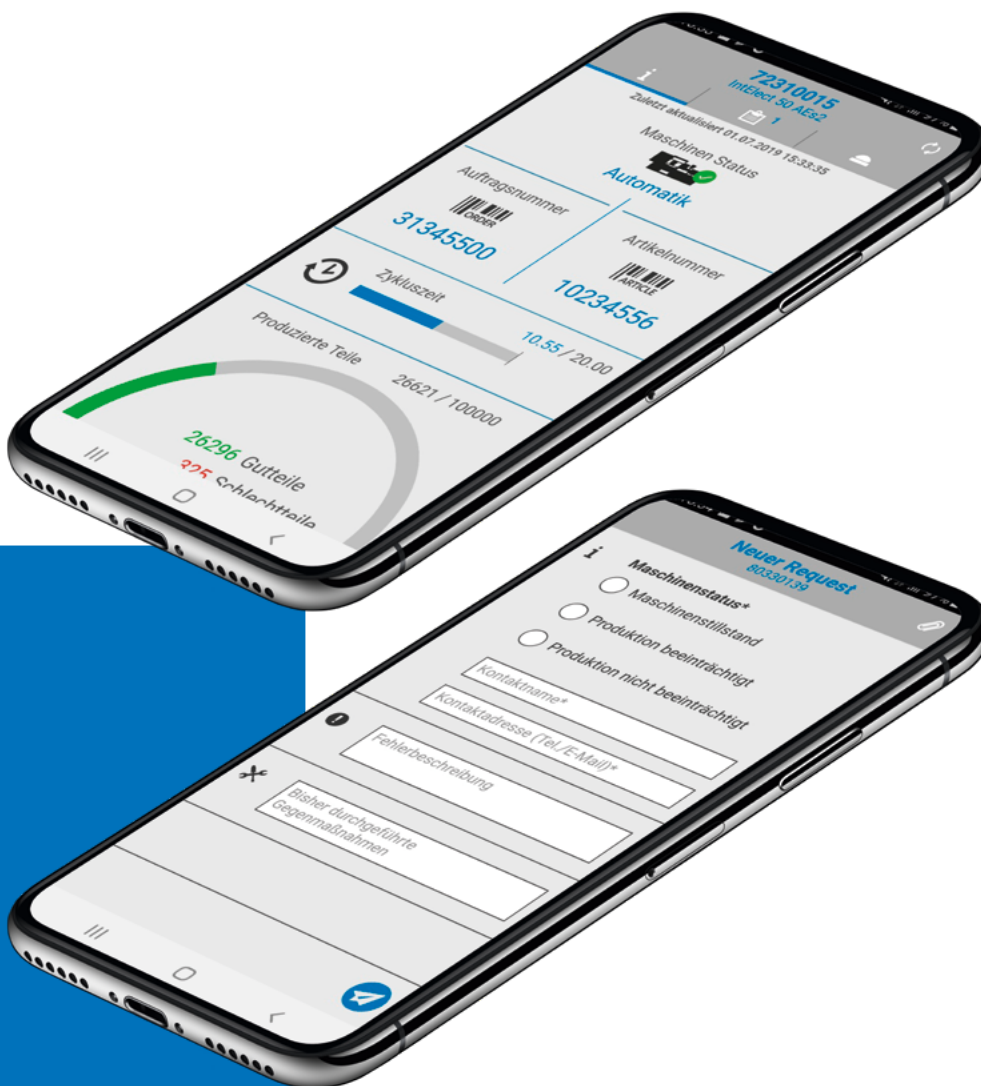 72310015
IntElect 50 AEs2
1
Zuletzt aktualisiert 01.07.2019 15:33:35
Maschinen Status
Automatik
Auftragsnummer
ORDER
31345500
Artikelnummer
ARTICLE
10234556
Zykluszeit
10.55 / 20.00
Produzierte Teile
26621 / 100000
26296 Gutteile
325 Schlechtteile
Neuer Request
80330139
Maschinenstatus*
Maschinenstillstand
Produktion beeinträchtigt
Produktion nicht beeinträchtigt
Kontaktname*
Kontaktadresse (Tel./E-Mail)*
Fehlerbeschreibung
Bisher durchgeführte
Gegenmaßnahmen